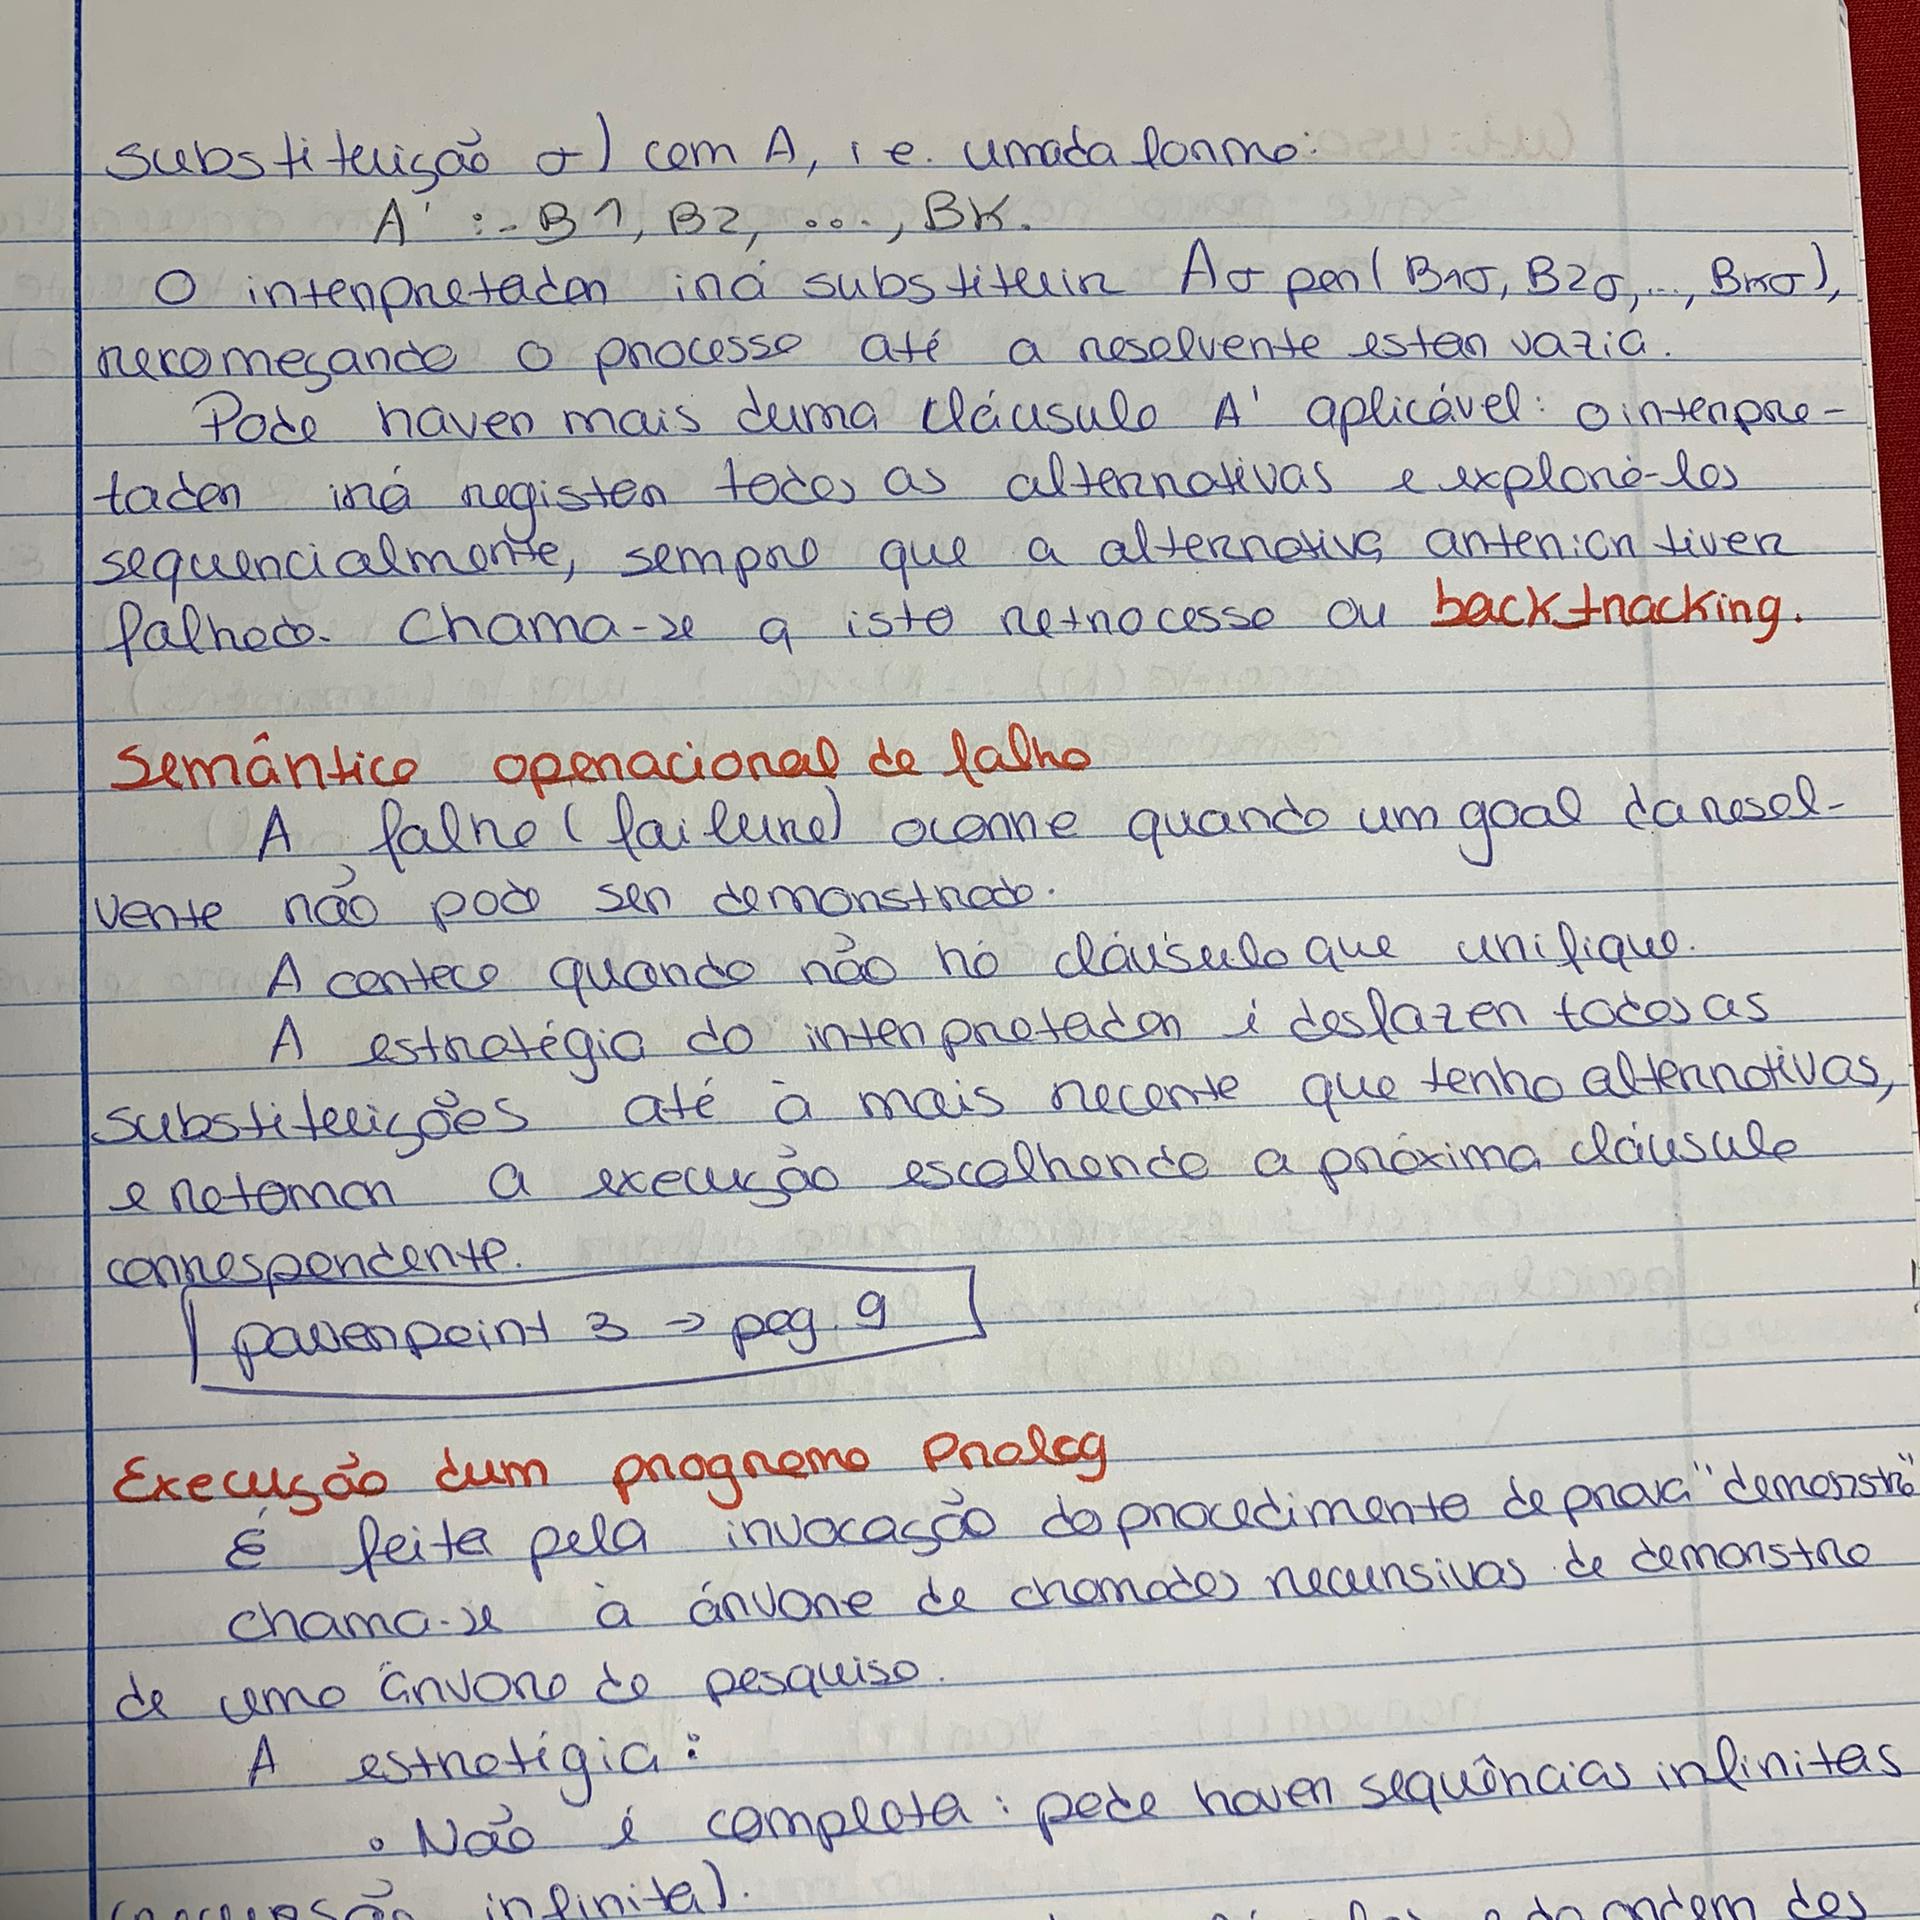 substituição σ) com A, i e. uma da forma:
A' :- B1, B2, ..., BK.
O interpretador irá substituir Aσ por (B1σ, B2σ, ..., Bkσ),
recomeçando o processo até a resolvente estar vazia.
Pode haver mais duma cláusula A' aplicável: o interpre-
tador irá registar todas as alternativas e explorá-las
sequencialmente, sempre que a alternativa anterior tiver
falhado. Chama-se a isto retrocesso ou backtracking.
Semântica operacional de falha
A falha (failure) ocorre quando um goal da resol-
vente não pode ser demonstrado.
Acontece quando não há cláusula que unifique.
A estratégia do interpretador é desfazer todas as
substituições até à mais recente que tenha alternativas,
e retomar a execução escolhendo a próxima cláusula
correspondente.
powerpoint 3 → pag. 9
Execução dum programa Prolog
É feita pela invocação do procedimento de prova "demonstra"
chama-se à árvore de chamadas recursivas de demonstra
de uma árvore de pesquisa.
A estratégia:
• Não é completa: pode haver sequências infinitas
infinita).
da ordem dos